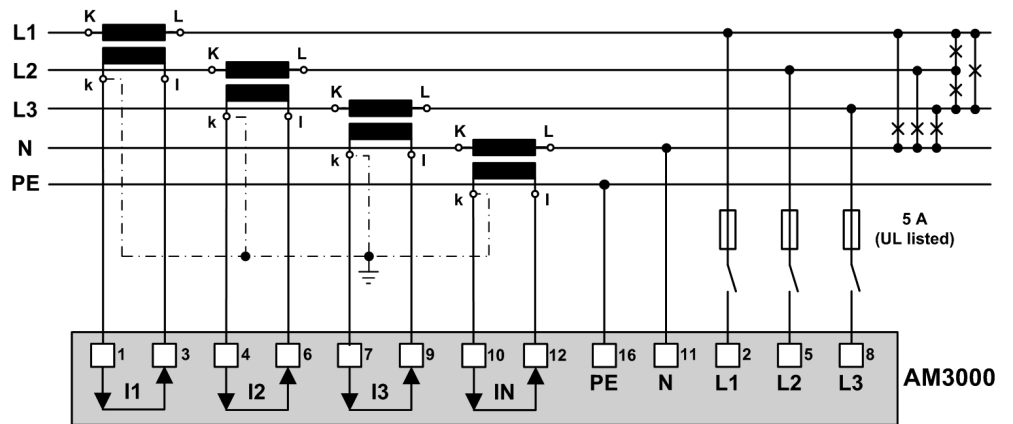 K L
L1
K L
L2
k l
K L
L3
k l
K L
N
k l
PE
k l
5 A
(UL listed)
1 3 4 6 7 9 10 12 16 11 2 5 8
I1 I2 I3 IN PE N L1 L2 L3
AM3000